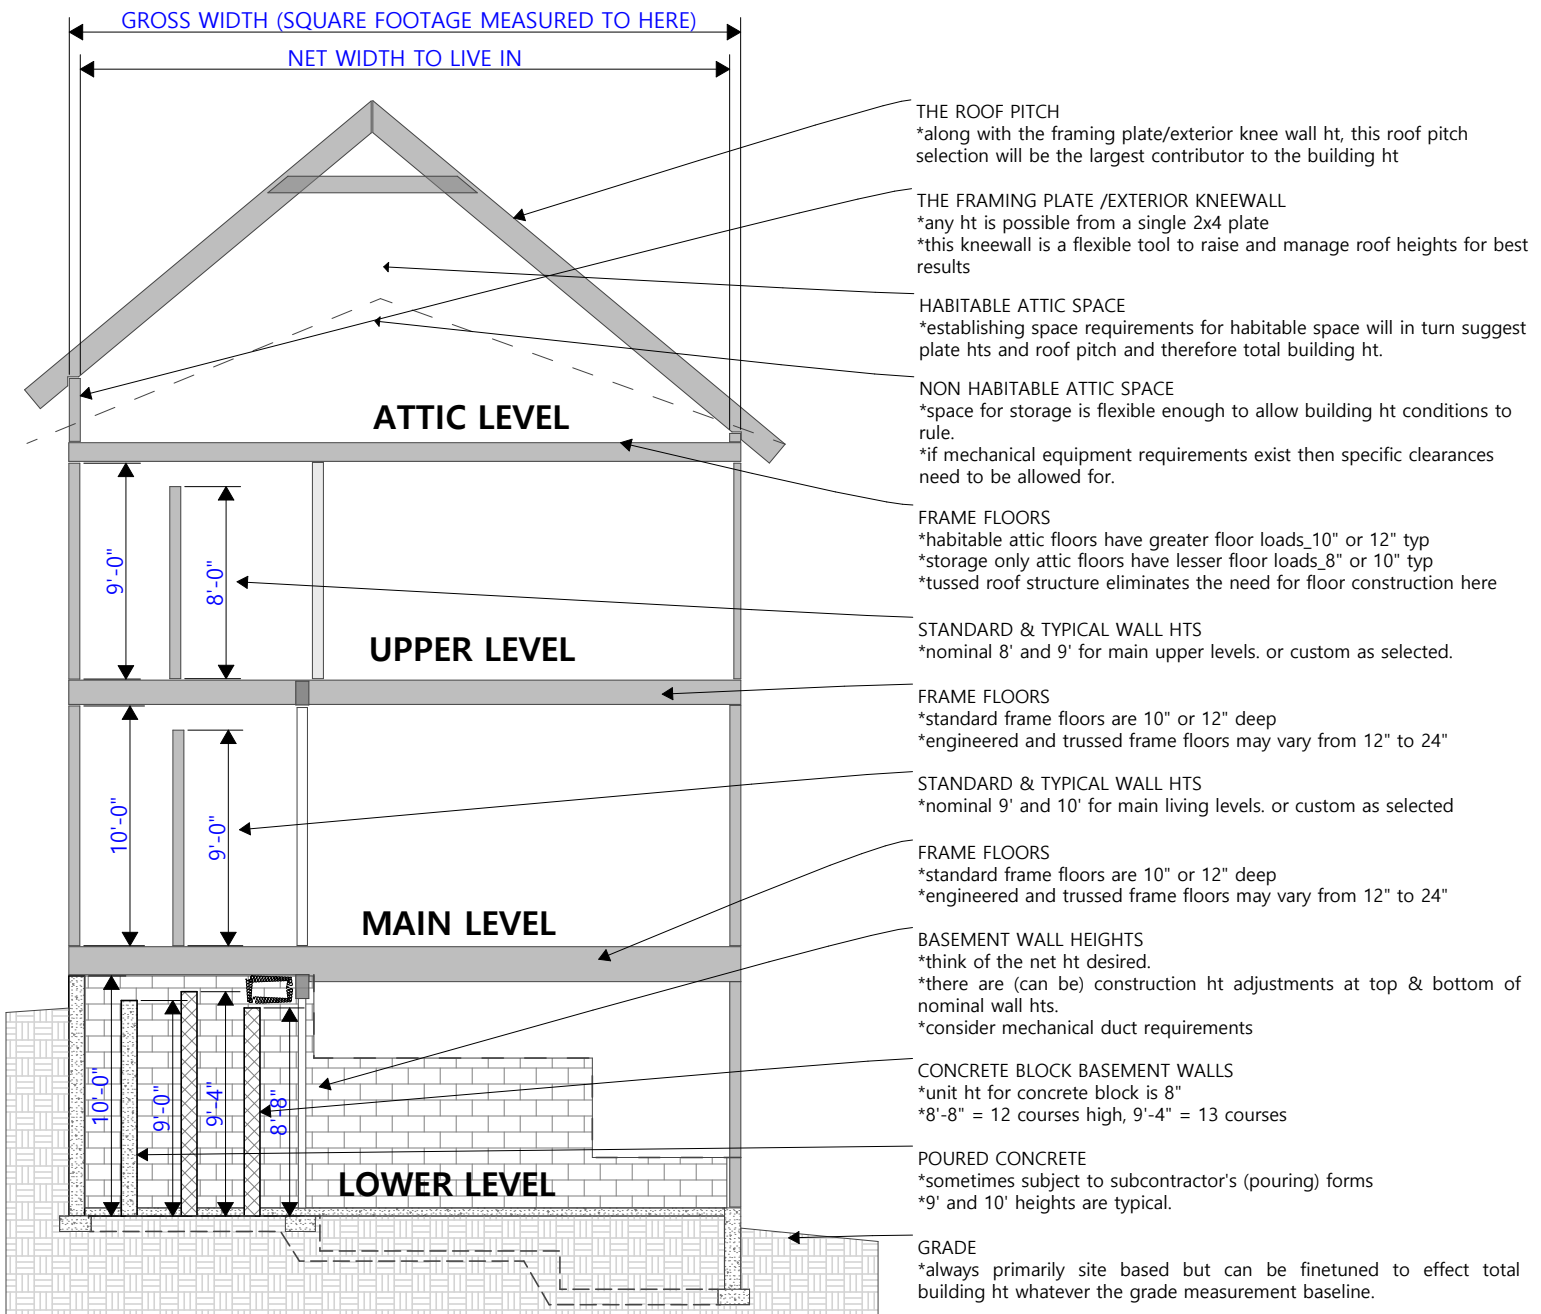 GROSS WIDTH (SQUARE FOOTAGE MEASURED TO HERE)
NET WIDTH TO LIVE IN
ATTIC LEVEL
9'-0"
8'-0"
UPPER LEVEL
10'-0"
9'-0"
MAIN LEVEL
10'-0"
9'-0"
9'-4"
8'-8"
LOWER LEVEL
THE ROOF PITCH
*along with the framing plate/exterior knee wall ht, this roof pitch
selection will be the largest contributor to the building ht
THE FRAMING PLATE /EXTERIOR KNEEWALL
*any ht is possible from a single 2x4 plate
*this kneewall is a flexible tool to raise and manage roof heights for best
results
HABITABLE ATTIC SPACE
*establishing space requirements for habitable space will in turn suggest
plate hts and roof pitch and therefore total building ht.
NON HABITABLE ATTIC SPACE
*space for storage is flexible enough to allow building ht conditions to
rule.
*if mechanical equipment requirements exist then specific clearances
need to be allowed for.
FRAME FLOORS
*habitable attic floors have greater floor loads_10" or 12" typ
*storage only attic floors have lesser floor loads_8" or 10" typ
*tussed roof structure eliminates the need for floor construction here
STANDARD & TYPICAL WALL HTS
*nominal 8' and 9' for main upper levels. or custom as selected.
FRAME FLOORS
*standard frame floors are 10" or 12" deep
*engineered and trussed frame floors may vary from 12" to 24"
STANDARD & TYPICAL WALL HTS
*nominal 9' and 10' for main living levels. or custom as selected
FRAME FLOORS
*standard frame floors are 10" or 12" deep
*engineered and trussed frame floors may vary from 12" to 24"
BASEMENT WALL HEIGHTS
*think of the net ht desired.
*there are (can be) construction ht adjustments at top & bottom of
nominal wall hts.
*consider mechanical duct requirements
CONCRETE BLOCK BASEMENT WALLS
*unit ht for concrete block is 8"
*8'-8" = 12 courses high, 9'-4" = 13 courses
POURED CONCRETE
*sometimes subject to subcontractor's (pouring) forms
*9' and 10' heights are typical.
GRADE
*always primarily site based but can be finetuned to effect total
building ht whatever the grade measurement baseline.